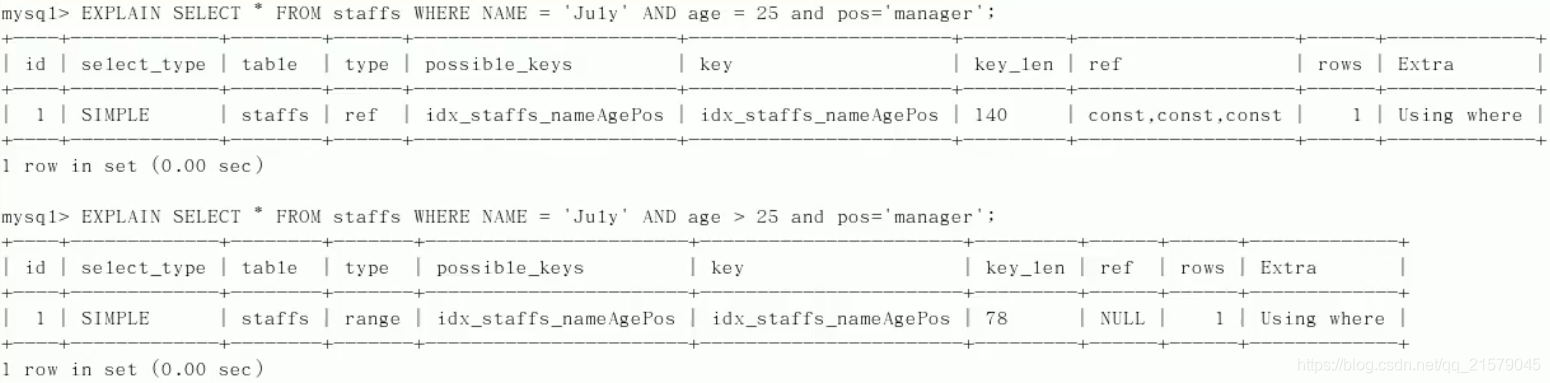 mysql> EXPLAIN SELECT * FROM staffs WHERE NAME = 'July' AND age = 25 and pos='manager';
+----+-------------+--------+------+-----------------------+-----------------------+---------+-------------------+------+-------------+
| id | select_type | table | type | possible_keys | key | key_len | ref | rows | Extra |
+----+-------------+--------+------+-----------------------+-----------------------+---------+-------------------+------+-------------+
| 1 | SIMPLE | staffs | ref | idx_staffs_nameAgePos | idx_staffs_nameAgePos | 140 | const,const,const | 1 | Using where |
+----+-------------+--------+------+-----------------------+-----------------------+---------+-------------------+------+-------------+
1 row in set (0.00 sec)
mysql> EXPLAIN SELECT * FROM staffs WHERE NAME = 'July' AND age > 25 and pos='manager';
+----+-------------+--------+-------+-----------------------+-----------------------+---------+------+------+-------------+
| id | select_type | table | type | possible_keys | key | key_len | ref | rows | Extra |
+----+-------------+--------+-------+-----------------------+-----------------------+---------+------+------+-------------+
| 1 | SIMPLE | staffs | range | idx_staffs_nameAgePos | idx_staffs_nameAgePos | 78 | NULL | 1 | Using where |
+----+-------------+--------+-------+-----------------------+-----------------------+---------+------+------+-------------+
1 row in set (0.00 sec)
https://blog.csdn.net/qq_21579045